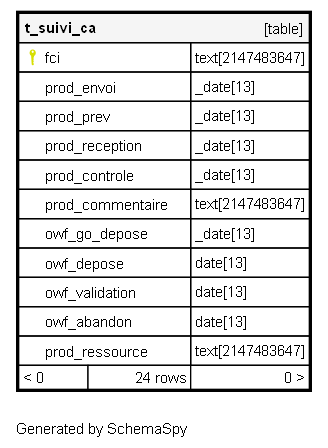 t_suivi_ca [table]
fci text[2147483647]
prod_envoi _date[13]
prod_prev _date[13]
prod_reception _date[13]
prod_controle _date[13]
prod_commentaire text[2147483647]
owf_go_depose _date[13]
owf_depose date[13]
owf_validation date[13]
owf_abandon date[13]
prod_ressource text[2147483647]
< 0 24 rows 0 >
Generated by SchemaSpy